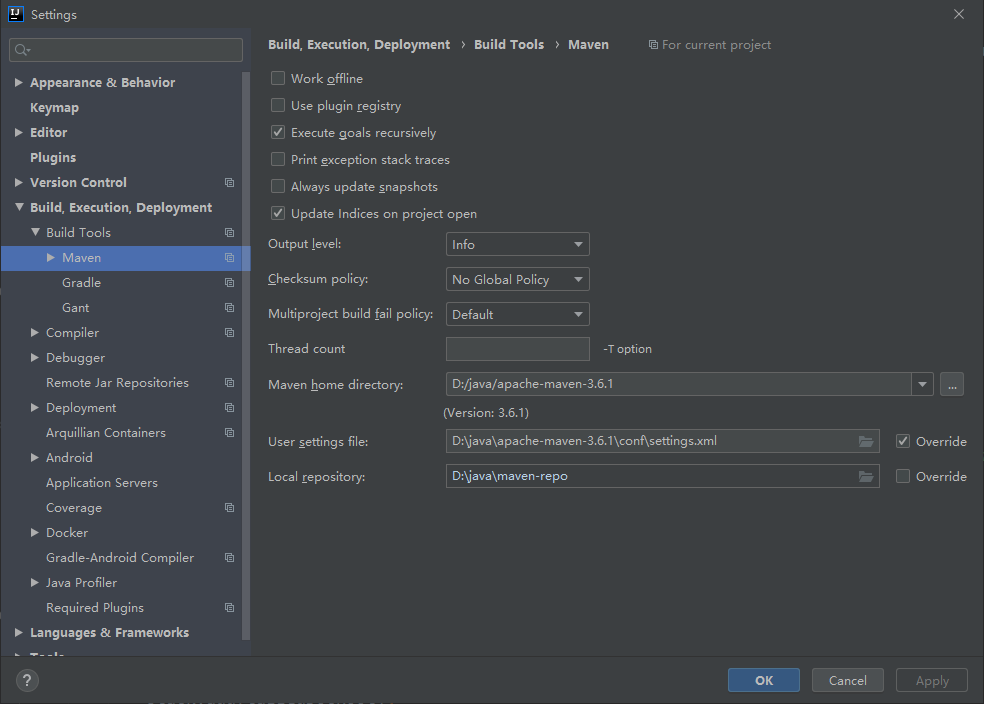 Settings
Appearance & Behavior
Keymap
Editor
Plugins
Version Control
Build, Execution, Deployment
Build Tools
Maven
Gradle
Gant
Compiler
Debugger
Remote Jar Repositories
Deployment
Arquillian Containers
Android
Application Servers
Coverage
Docker
Gradle-Android Compiler
Java Profiler
Required Plugins
Languages & Frameworks
Build, Execution, Deployment › Build Tools › Maven For current project
Work offline
Use plugin registry
Execute goals recursively
Print exception stack traces
Always update snapshots
Update Indices on project open
Output level: Info
Checksum policy: No Global Policy
Multiproject build fail policy: Default
Thread count -T option
Maven home directory: D:/java/apache-maven-3.6.1 ...
(Version: 3.6.1)
User settings file: D:\java\apache-maven-3.6.1\conf\settings.xml Override
Local repository: D:\java\maven-repo Override
? OK Cancel Apply